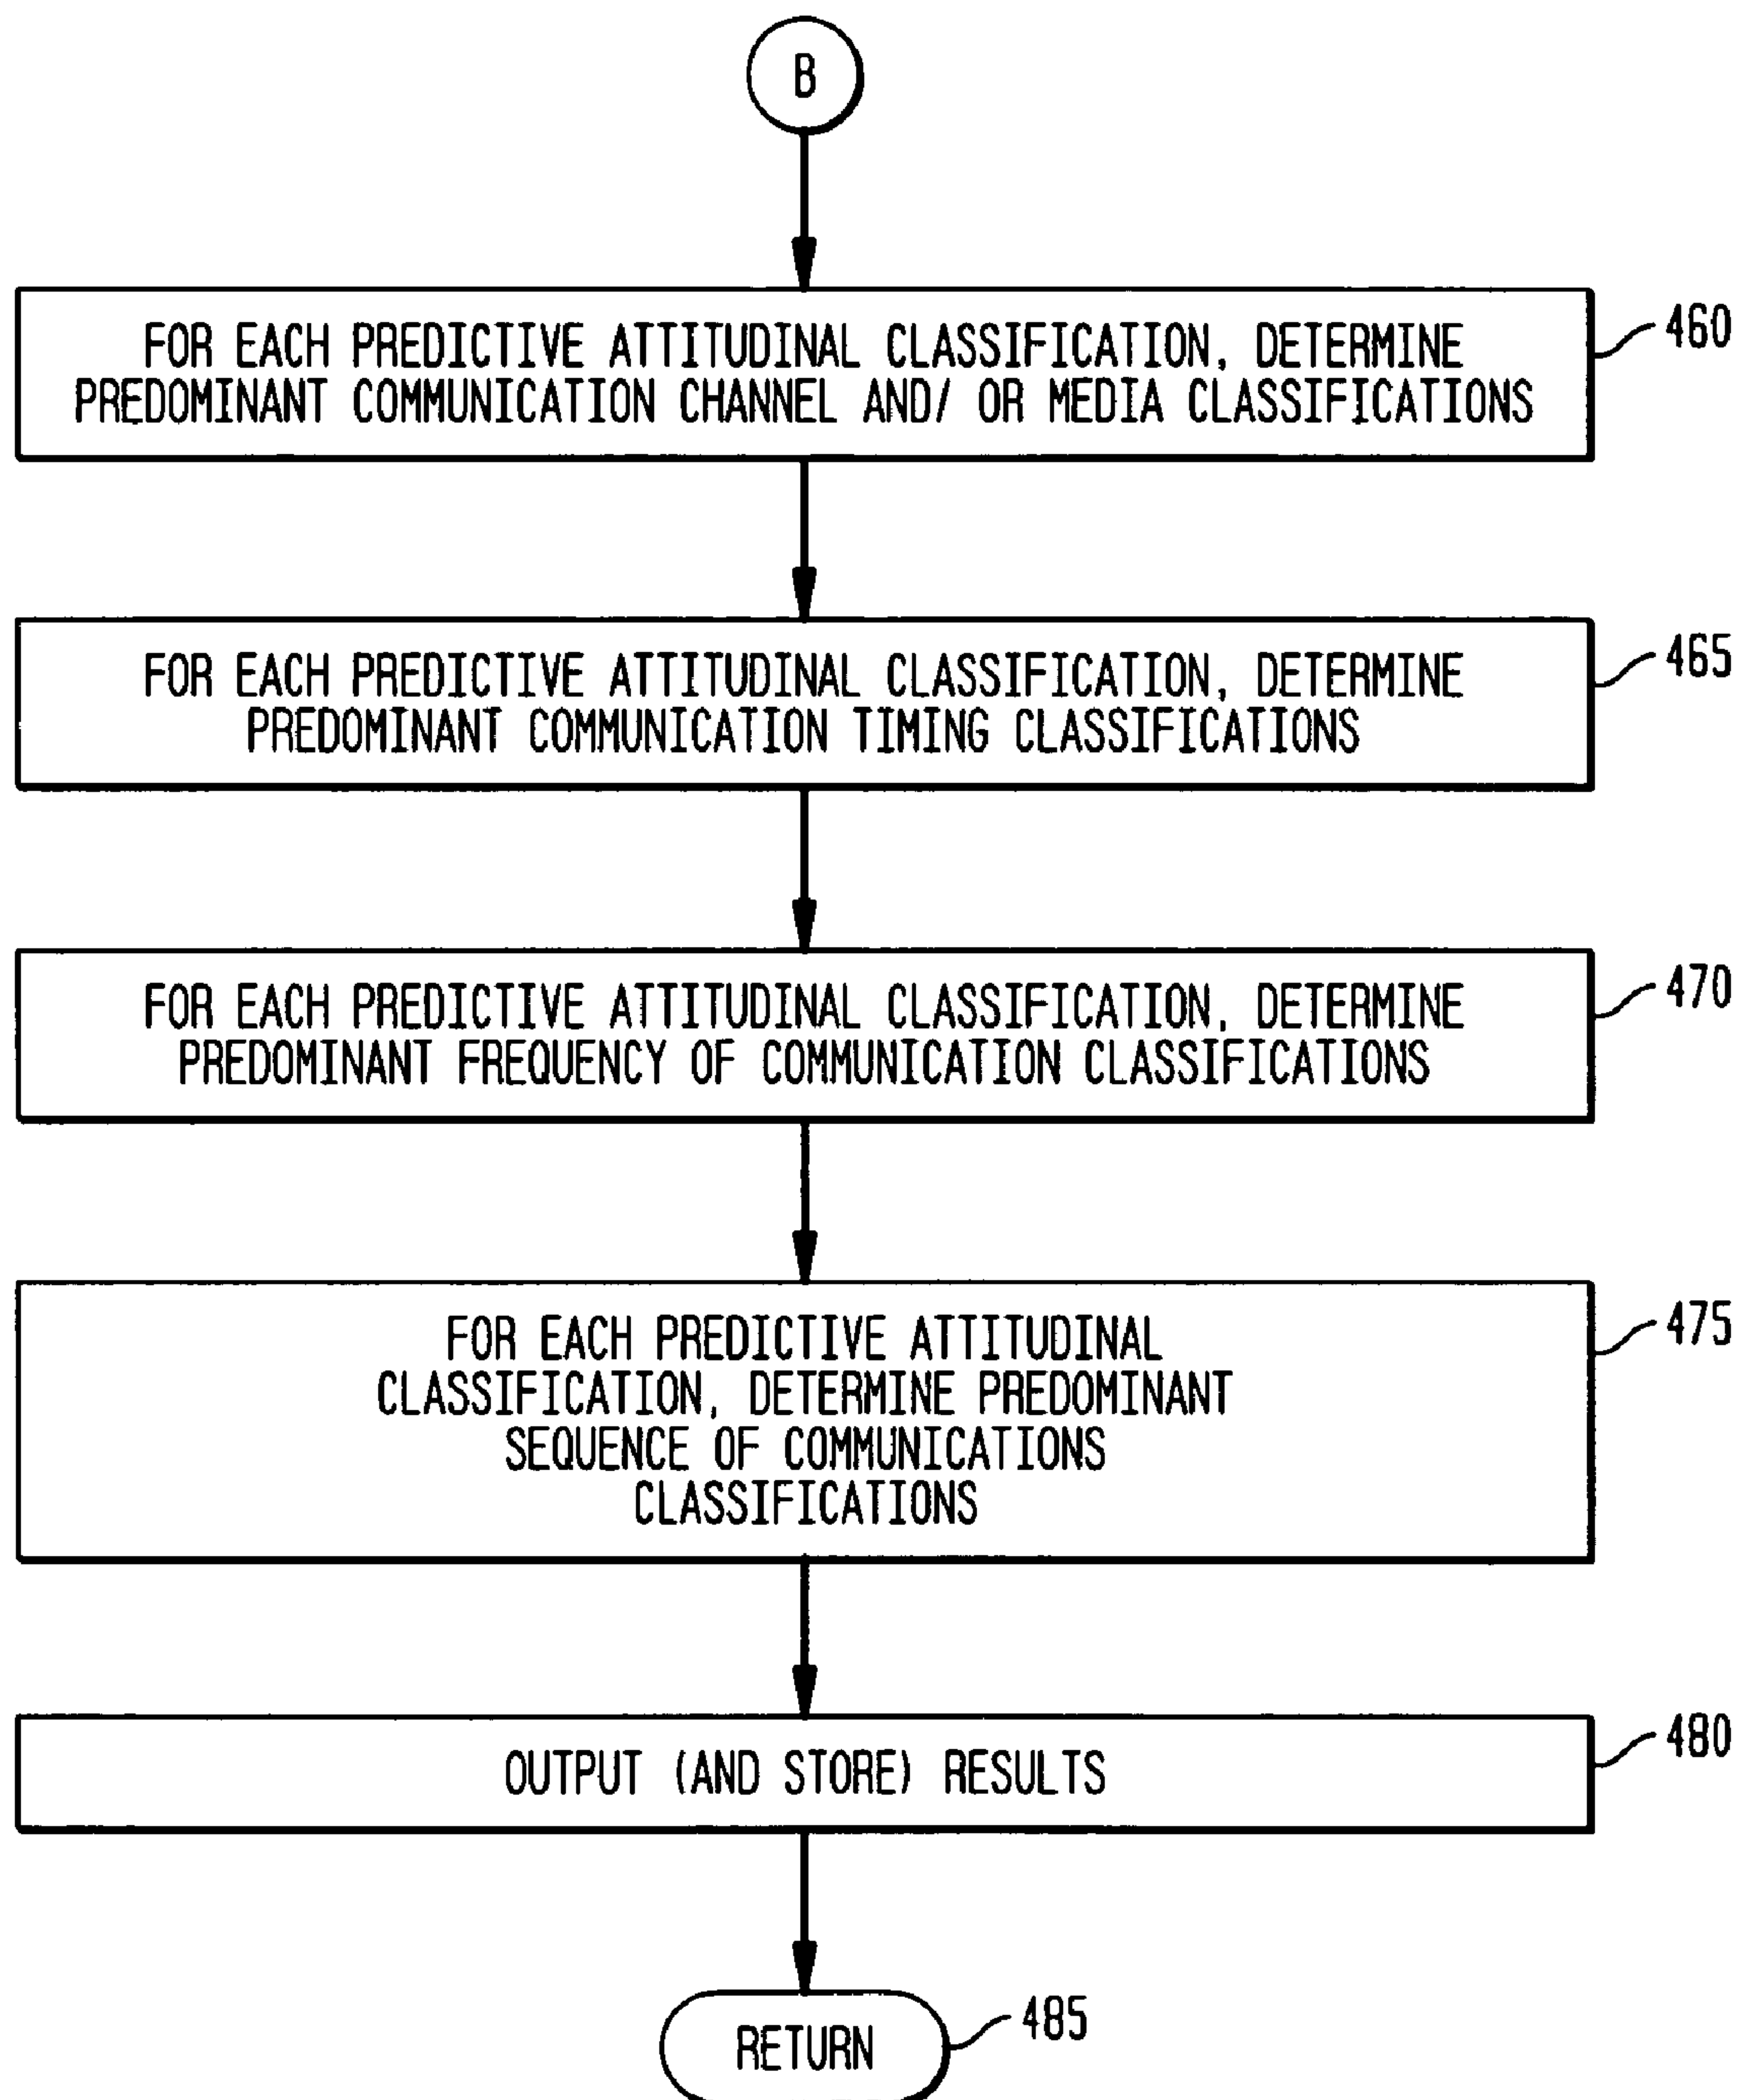 B
FOR EACH PREDICTIVE ATTITUDINAL CLASSIFICATION, DETERMINE
PREDOMINANT COMMUNICATION CHANNEL AND/ OR MEDIA CLASSIFICATIONS
460
FOR EACH PREDICTIVE ATTITUDINAL CLASSIFICATION, DETERMINE
PREDOMINANT COMMUNICATION TIMING CLASSIFICATIONS
465
FOR EACH PREDICTIVE ATTITUDINAL CLASSIFICATION, DETERMINE
PREDOMINANT FREQUENCY OF COMMUNICATION CLASSIFICATIONS
470
FOR EACH PREDICTIVE ATTITUDINAL
CLASSIFICATION, DETERMINE PREDOMINANT
SEQUENCE OF COMMUNICATIONS
CLASSIFICATIONS
475
OUTPUT (AND STORE) RESULTS
480
RETURN
485